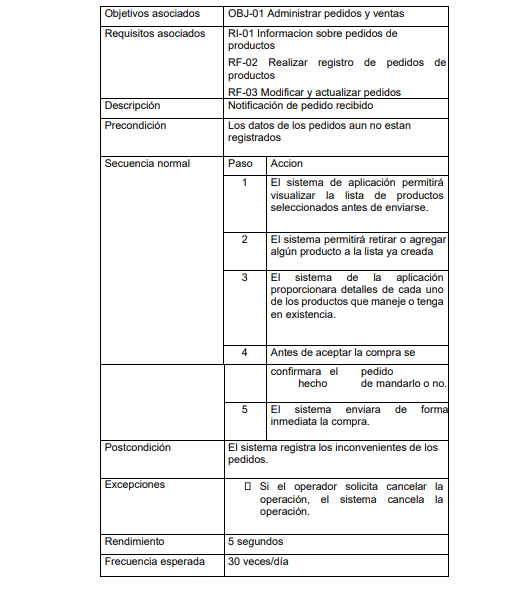 Objetivos asociados OBJ-01 Administrar pedidos y ventas
Requisitos asociados RI-01 Informacion sobre pedidos de
productos
RF-02 Realizar registro de pedidos de
productos
RF-03 Modificar y actualizar pedidos
Descripción Notificación de pedido recibido
Precondición Los datos de los pedidos aun no estan
registrados
Secuencia normal Paso Accion
1 El sistema de aplicación permitirá
visualizar la lista de productos
seleccionados antes de enviarse.
2 El sistema permitirá retirar o agregar
algún producto a la lista ya creada
3 El sistema de la aplicación
proporcionara detalles de cada uno
de los productos que maneje o tenga
en existencia.
4 Antes de aceptar la compra se
confirmara el pedido
hecho de mandarlo o no.
5 El sistema enviara de forma
inmediata la compra.
Postcondición El sistema registra los inconvenientes de los
pedidos.
Excepciones Si el operador solicita cancelar la
operación, el sistema cancela la
operación.
Rendimiento 5 segundos
Frecuencia esperada 30 veces/día